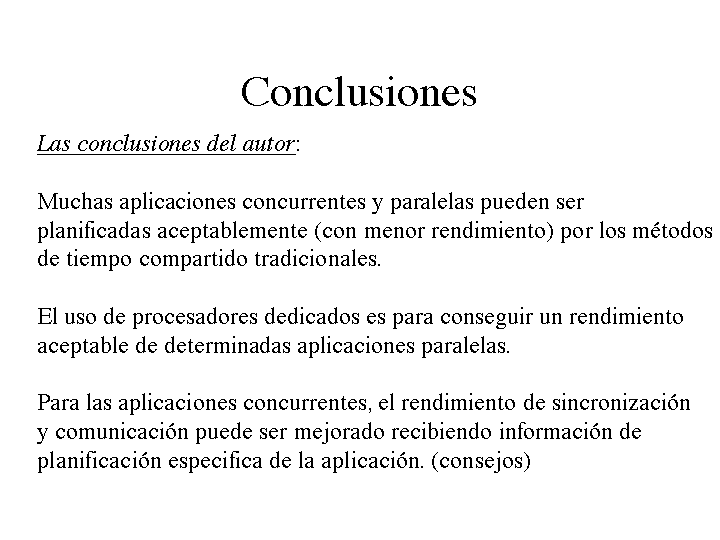 Conclusiones
Las conclusiones del autor:
Muchas aplicaciones concurrentes y paralelas pueden ser
planificadas aceptablemente (con menor rendimiento) por los métodos
de tiempo compartido tradicionales.
El uso de procesadores dedicados es para conseguir un rendimiento
aceptable de determinadas aplicaciones paralelas.
Para las aplicaciones concurrentes, el rendimiento de sincronización
y comunicación puede ser mejorado recibiendo información de
planificación especifica de la aplicación. (consejos)